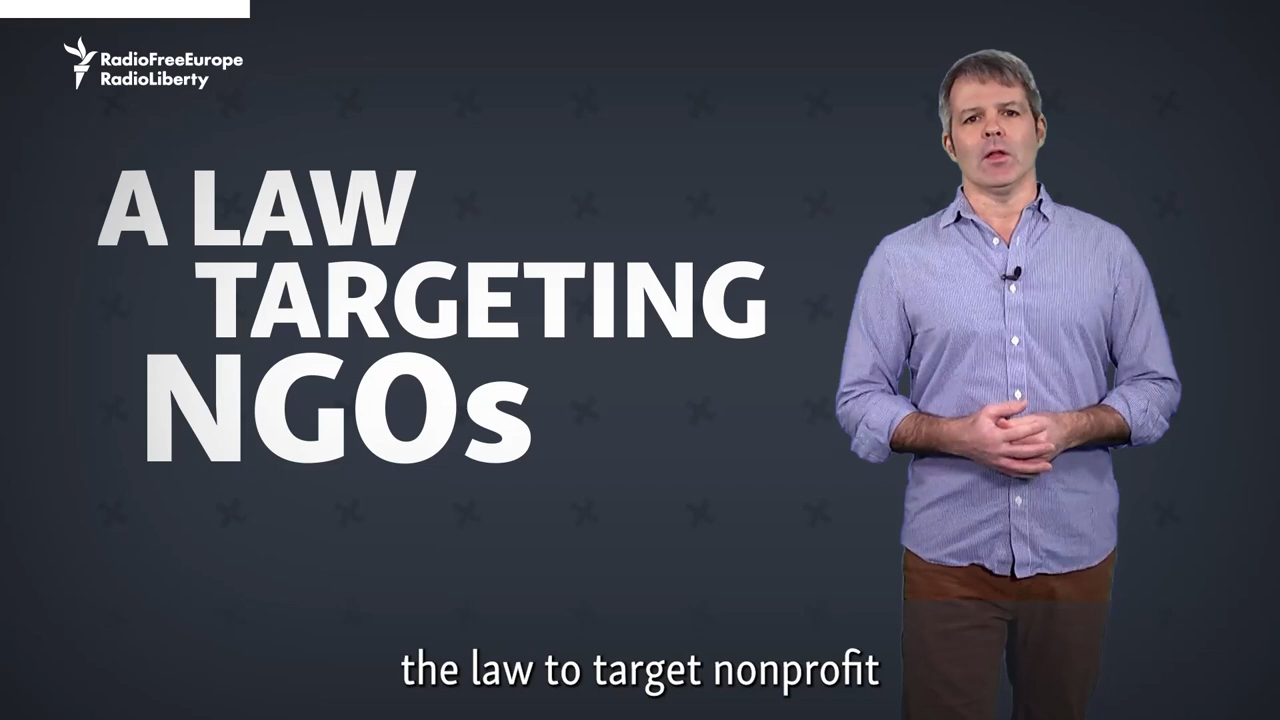 RadioFreeEurope
RadioLiberty
A LAW
TARGETING
NGOs
the law to target nonprofit